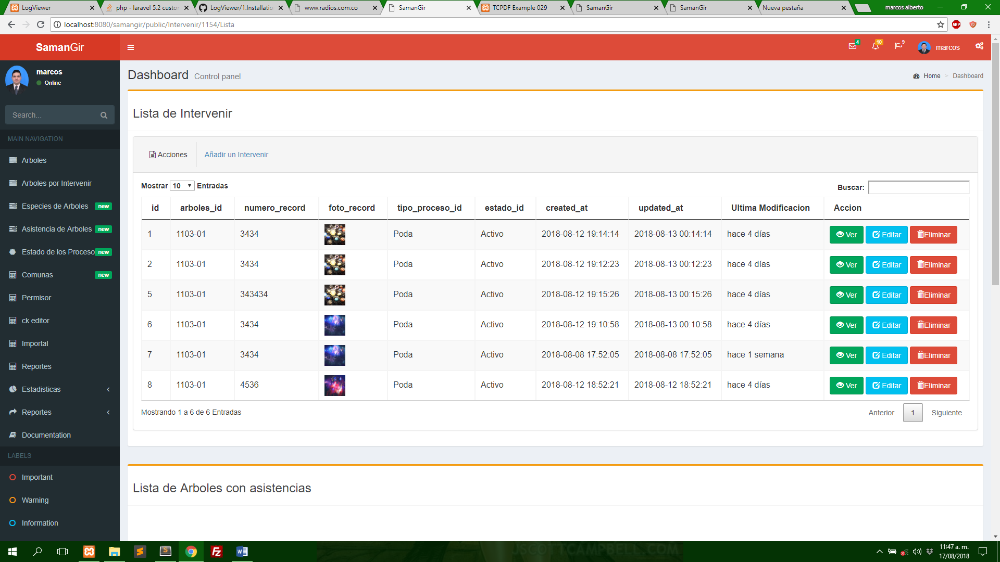 LogViewer
php - laravel 5.2 custor
LogViewer/1.Installatio
www.radios.com.co
SamanGir
TCPDF Example 029
SamanGir
SamanGir
Nueva pestaña
marcos alberto
localhost:8080/samangir/public/Intervenir/1154/Lista
ABP
SamanGir
4
10
9
marcos
marcos
Online
Search...
MAIN NAVIGATION
Arboles
Arboles por Intervenir
Especies de Arboles new
Asistencia de Arboles new
Estado de los Proceso new
Comunas new
Permisor
ck editor
Importal
Reportes
Estadisticas
Reportes
Documentation
LABELS
Important
Warning
Information
Dashboard Control panel
Home > Dashboard
Lista de Intervenir
Acciones
Añadir un Intervenir
Mostrar 10 Entradas
Buscar:
id arboles_id numero_record foto_record tipo_proceso_id estado_id created_at updated_at Ultima Modificacion Accion
1 1103-01 3434 Poda Activo 2018-08-12 19:14:14 2018-08-13 00:14:14 hace 4 días Ver Editar Eliminar
2 1103-01 3434 Poda Activo 2018-08-12 19:12:23 2018-08-13 00:12:23 hace 4 días Ver Editar Eliminar
5 1103-01 343434 Poda Activo 2018-08-12 19:15:26 2018-08-13 00:15:26 hace 4 días Ver Editar Eliminar
6 1103-01 3434 Poda Activo 2018-08-12 19:10:58 2018-08-13 00:10:58 hace 4 días Ver Editar Eliminar
7 1103-01 3434 Poda Activo 2018-08-08 17:52:05 2018-08-08 17:52:05 hace 1 semana Ver Editar Eliminar
8 1103-01 4536 Poda Activo 2018-08-12 18:52:21 2018-08-12 18:52:21 hace 4 días Ver Editar Eliminar
Mostrando 1 a 6 de 6 Entradas
Anterior 1 Siguiente
Lista de Arboles con asistencias
JSCOTTCAMPBELL.COM
11:47 a. m.
17/08/2018